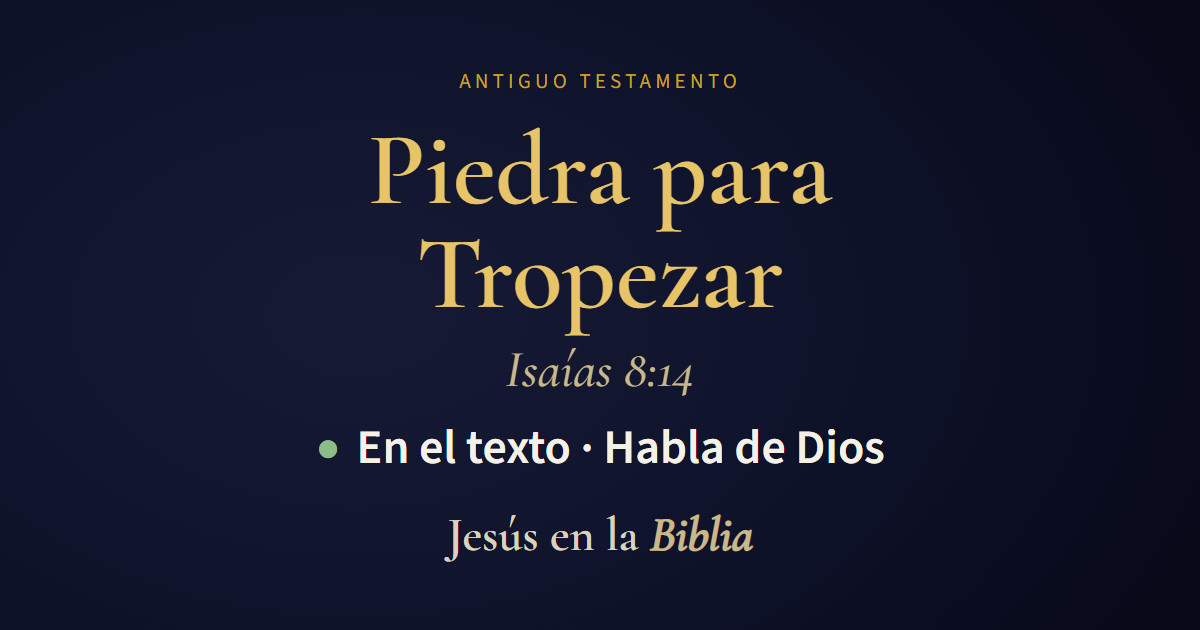 ANTIGUO TESTAMENTO
Piedra para
Tropezar
Isaías 8:14
En el texto · Habla de Dios
Jesús en la Biblia